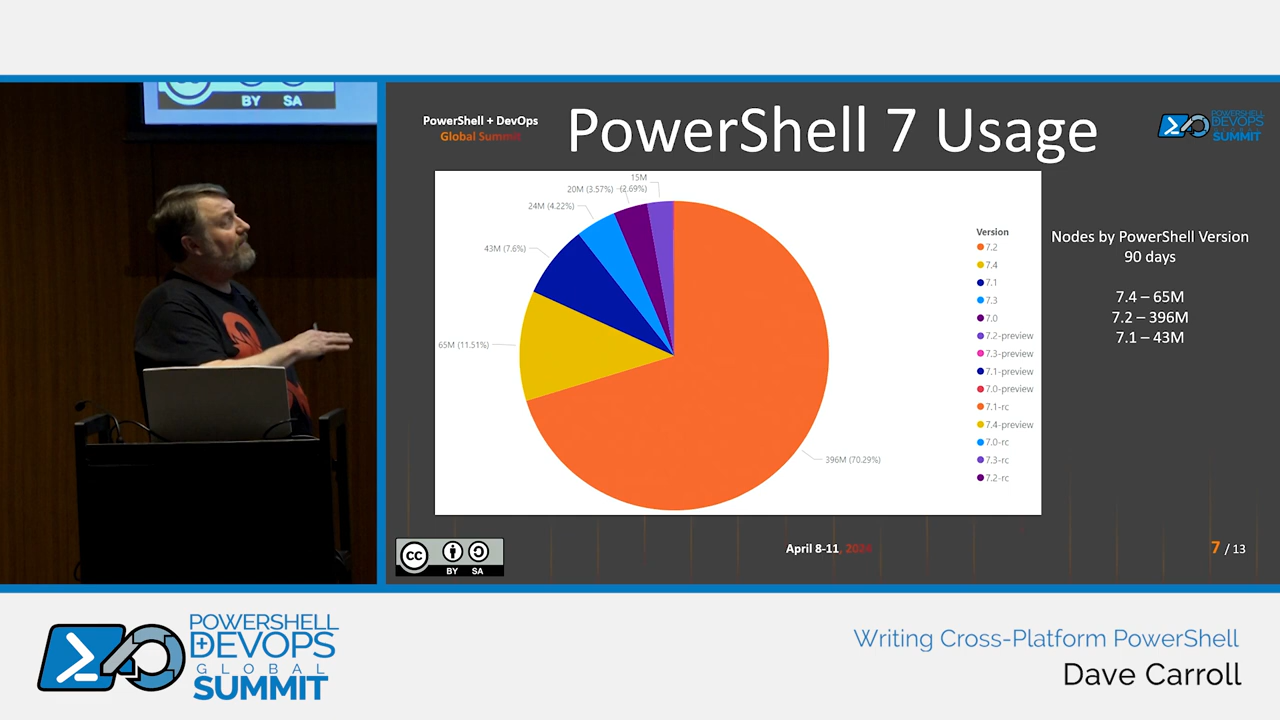 BY SA
PowerShell + DevOps
Global Summit
PowerShell 7 Usage
POWERSHELL
DEVOPS
GLOBAL
SUMMIT
15M
(2.69%)
20M (3.57%)
24M (4.22%)
43M (7.6%)
65M (11.51%)
396M (70.29%)
Version
7.2
7.4
7.1
7.3
7.0
7.2-preview
7.3-preview
7.1-preview
7.0-preview
7.1-rc
7.4-preview
7.0-rc
7.3-rc
7.2-rc
Nodes by PowerShell Version
90 days
7.4 – 65M
7.2 – 396M
7.1 – 43M
cc
BY SA
April 8-11, 2024
7 / 13
POWERSHELL
+DEVOPS
GLOBAL
SUMMIT
Writing Cross-Platform PowerShell
Dave Carroll